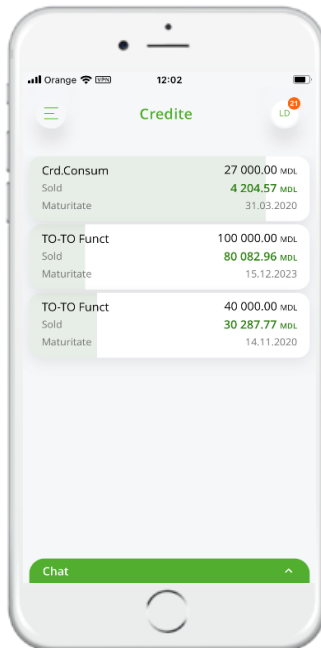 Orange VPN 12:02
Credite
LD 21
Crd.Consum 27 000.00 MDL
Sold 4 204.57 MDL
Maturitate 31.03.2020
TO-TO Funct 100 000.00 MDL
Sold 80 082.96 MDL
Maturitate 15.12.2023
TO-TO Funct 40 000.00 MDL
Sold 30 287.77 MDL
Maturitate 14.11.2020
Chat